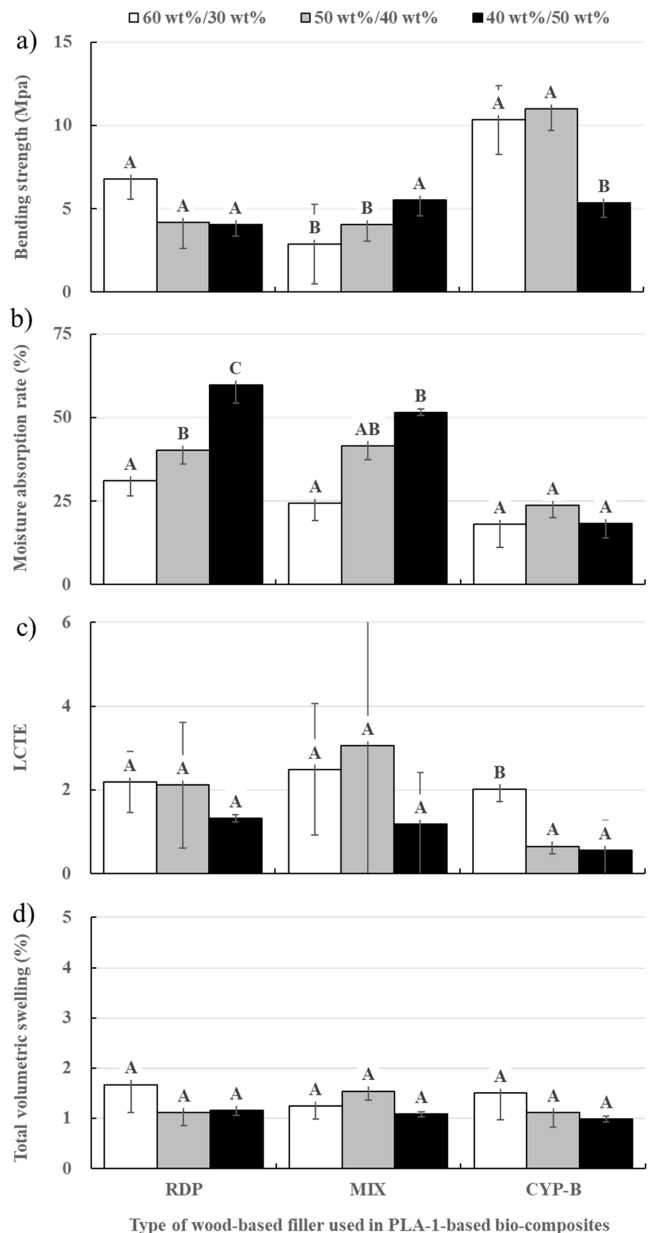 60 wt%/30 wt% 50 wt%/40 wt% 40 wt%/50 wt%
a)
Bending strength (Mpa)
15
10
5
0
A
A
A
B
B
A
A
A
B
b)
Moisture absorption rate (%)
75
50
25
0
A
B
C
A
AB
B
A
A
A
c)
LCTE
6
4
2
0
A
A
A
A
A
A
B
A
A
d)
Total volumetric swelling (%)
5
4
3
2
1
0
A
A
A
A
A
A
A
A
A
RDP MIX CYP-B
Type of wood-based filler used in PLA-1-based bio-composites